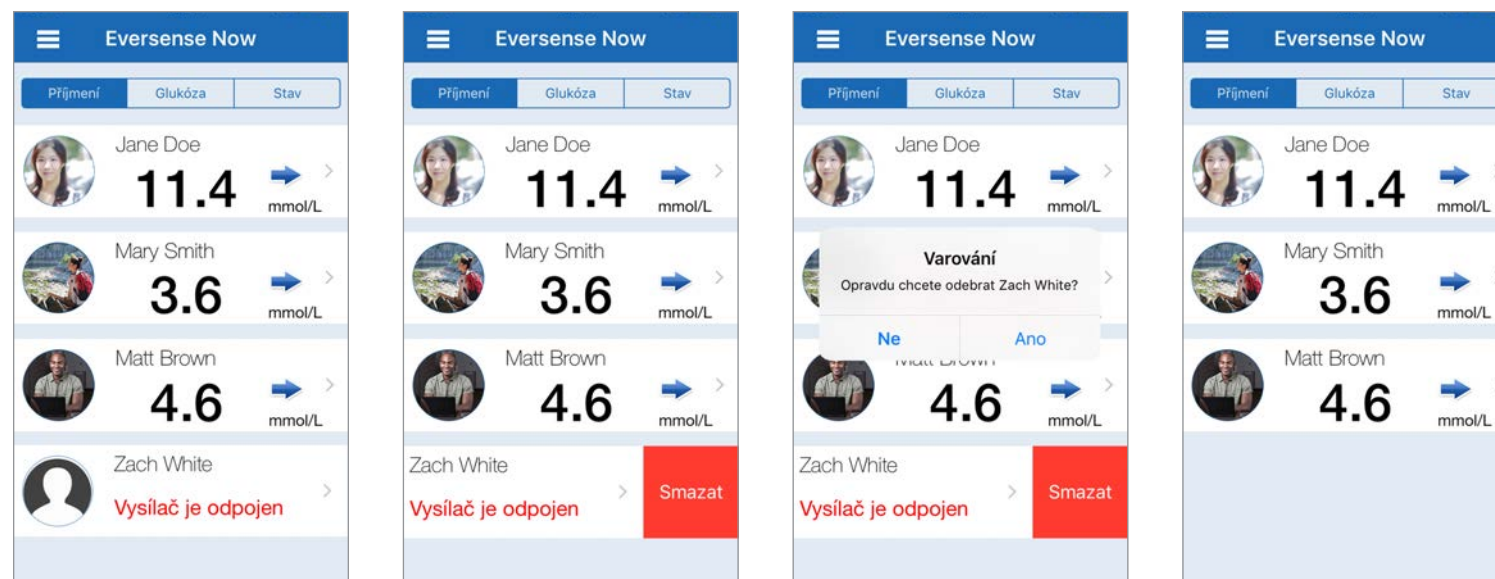 Eversense Now
Příjmení Glukóza Stav
Jane Doe
11.4
mmol/L
Mary Smith
3.6
mmol/L
Matt Brown
4.6
mmol/L
Zach White
Vysílač je odpojen
Eversense Now
Příjmení Glukóza Stav
Jane Doe
11.4
mmol/L
Mary Smith
3.6
mmol/L
Matt Brown
4.6
mmol/L
Zach White
Vysílač je odpojen
Smazat
Eversense Now
Příjmení Glukóza Stav
Jane Doe
11.4
mmol/L
Varování
Opravdu chcete odebrat Zach White?
Ne Ano
Matt Brown
4.6
mmol/L
Zach White
Vysílač je odpojen
Smazat
Eversense Now
Příjmení Glukóza Stav
Jane Doe
11.4
mmol/L
Mary Smith
3.6
mmol/L
Matt Brown
4.6
mmol/L